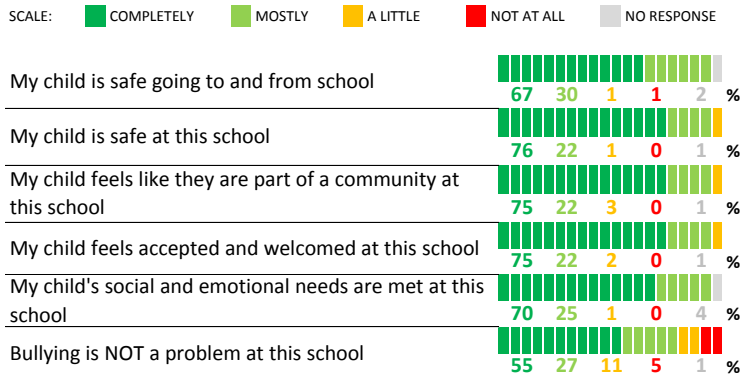 SCALE: COMPLETELY MOSTLY A LITTLE NOT AT ALL NO RESPONSE
My child is safe going to and from school
67 30 1 1 2 %
My child is safe at this school
76 22 1 0 1 %
My child feels like they are part of a community at
this school
75 22 3 0 1 %
My child feels accepted and welcomed at this school
75 22 2 0 1 %
My child's social and emotional needs are met at this
school
70 25 1 0 4 %
Bullying is NOT a problem at this school
55 27 11 5 1 %